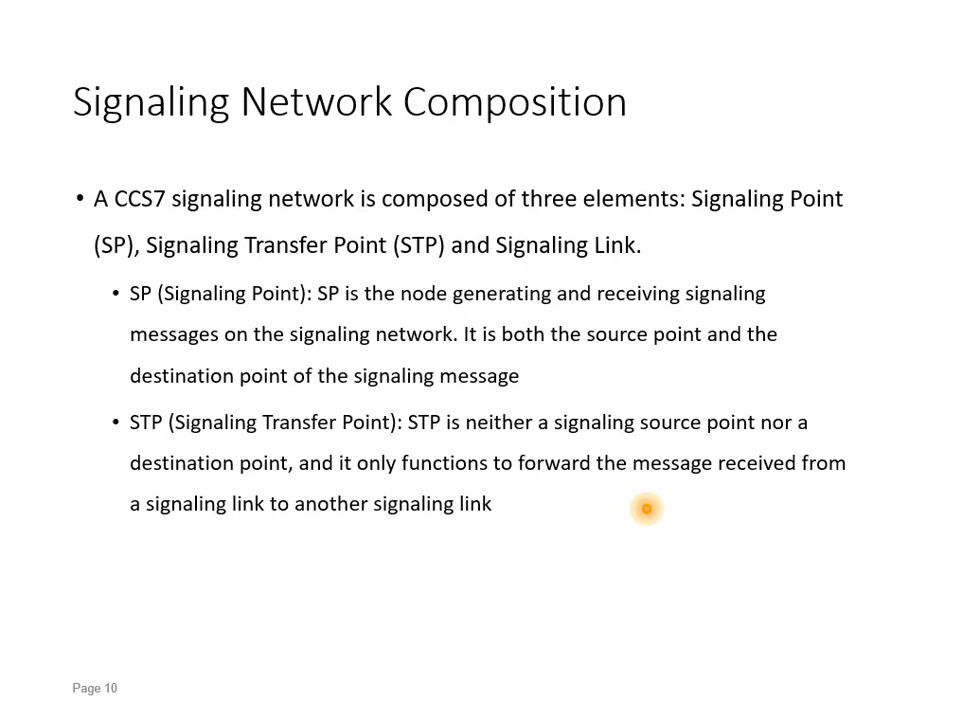 Signaling Network Composition
• A CCS7 signaling network is composed of three elements: Signaling Point
(SP), Signaling Transfer Point (STP) and Signaling Link.
• SP (Signaling Point): SP is the node generating and receiving signaling
messages on the signaling network. It is both the source point and the
destination point of the signaling message
• STP (Signaling Transfer Point): STP is neither a signaling source point nor a
destination point, and it only functions to forward the message received from
a signaling link to another signaling link
Page 10